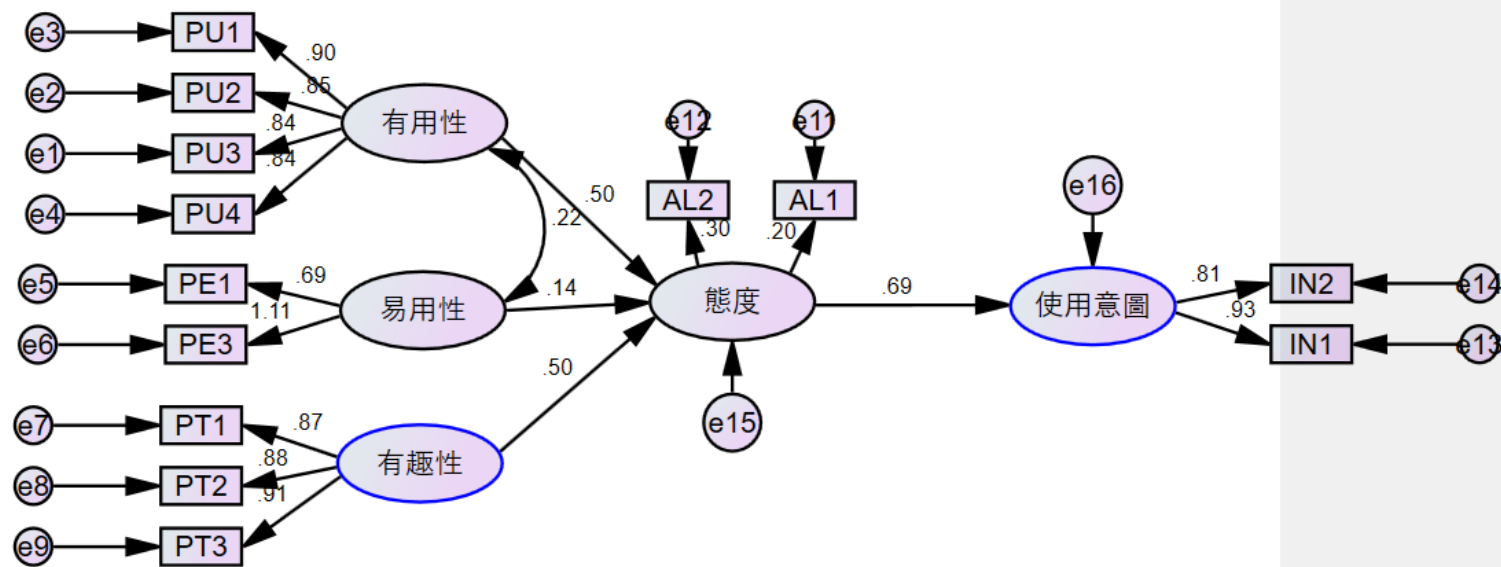 e3
PU1
.90
e2
PU2
.85
有用性
e1
PU3
.84
e4
PU4
.84
.50
.22
e12
e11
AL2
AL1
.30
.20
e16
e5
PE1
.69
易用性
e6
PE3
1.11
.14
態度
.69
使用意圖
.81
IN2
e14
.93
IN1
e13
.50
e15
e7
PT1
.87
有趣性
e8
PT2
.88
e9
PT3
.91